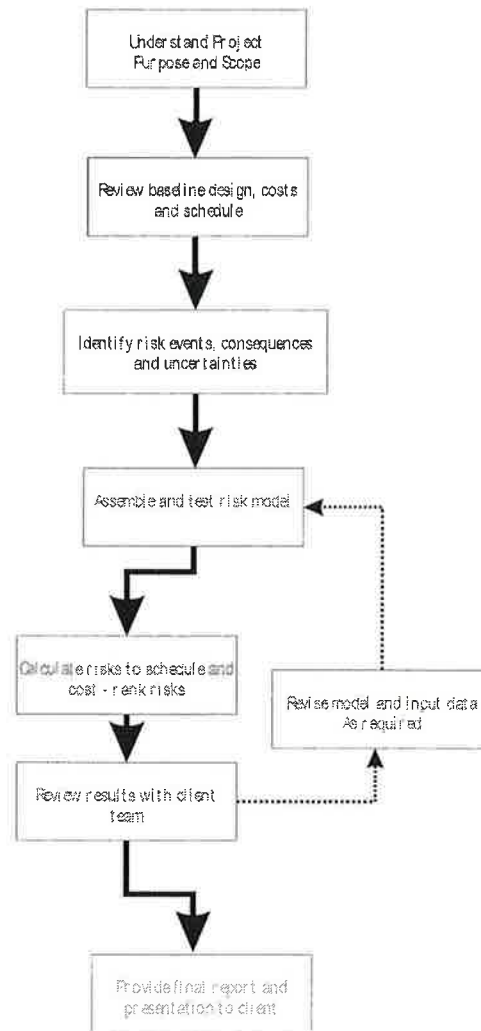 Understand Project
Purpose and Scope
Review baseline design, costs
and schedule
Identify risk events, consequences
and uncertainties
Assemble and test risk model
Calculate risks to schedule and
cost - rank risks
Revise model and input data
As required
Review results with client
team
Provide final report and
presentation to client